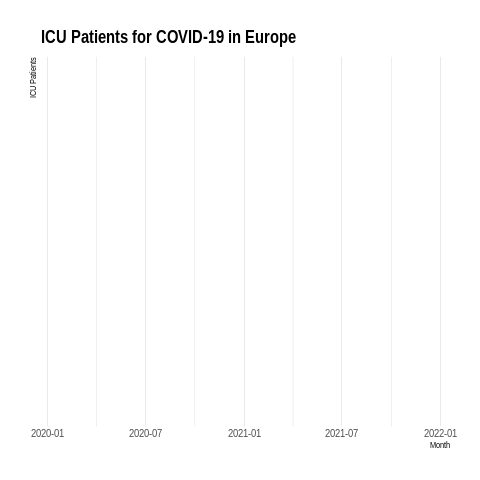 ICU Patients for COVID-19 in Europe
ICU Patients
2020-01 2020-07 2021-01 2021-07 2022-01
Month